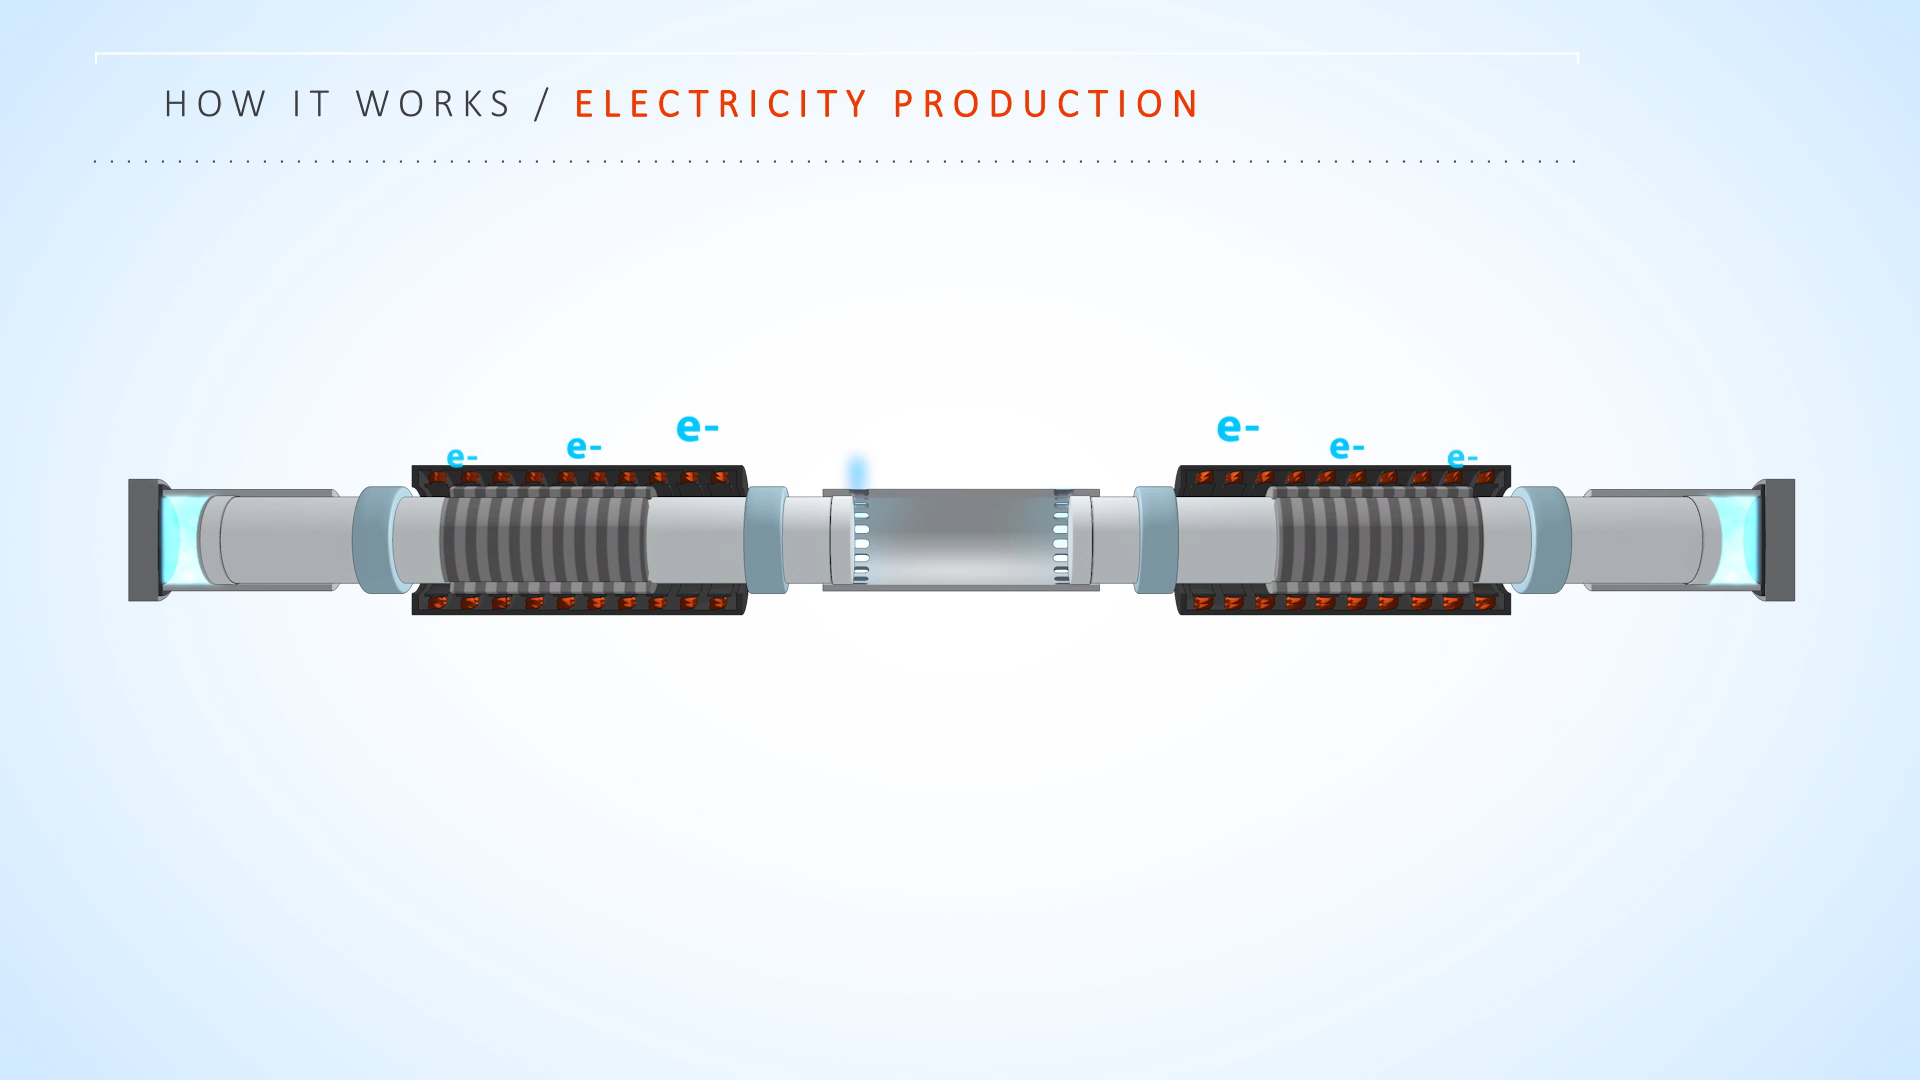 HOW IT WORKS / ELECTRICITY PRODUCTION
e- e- e- e- e- e-